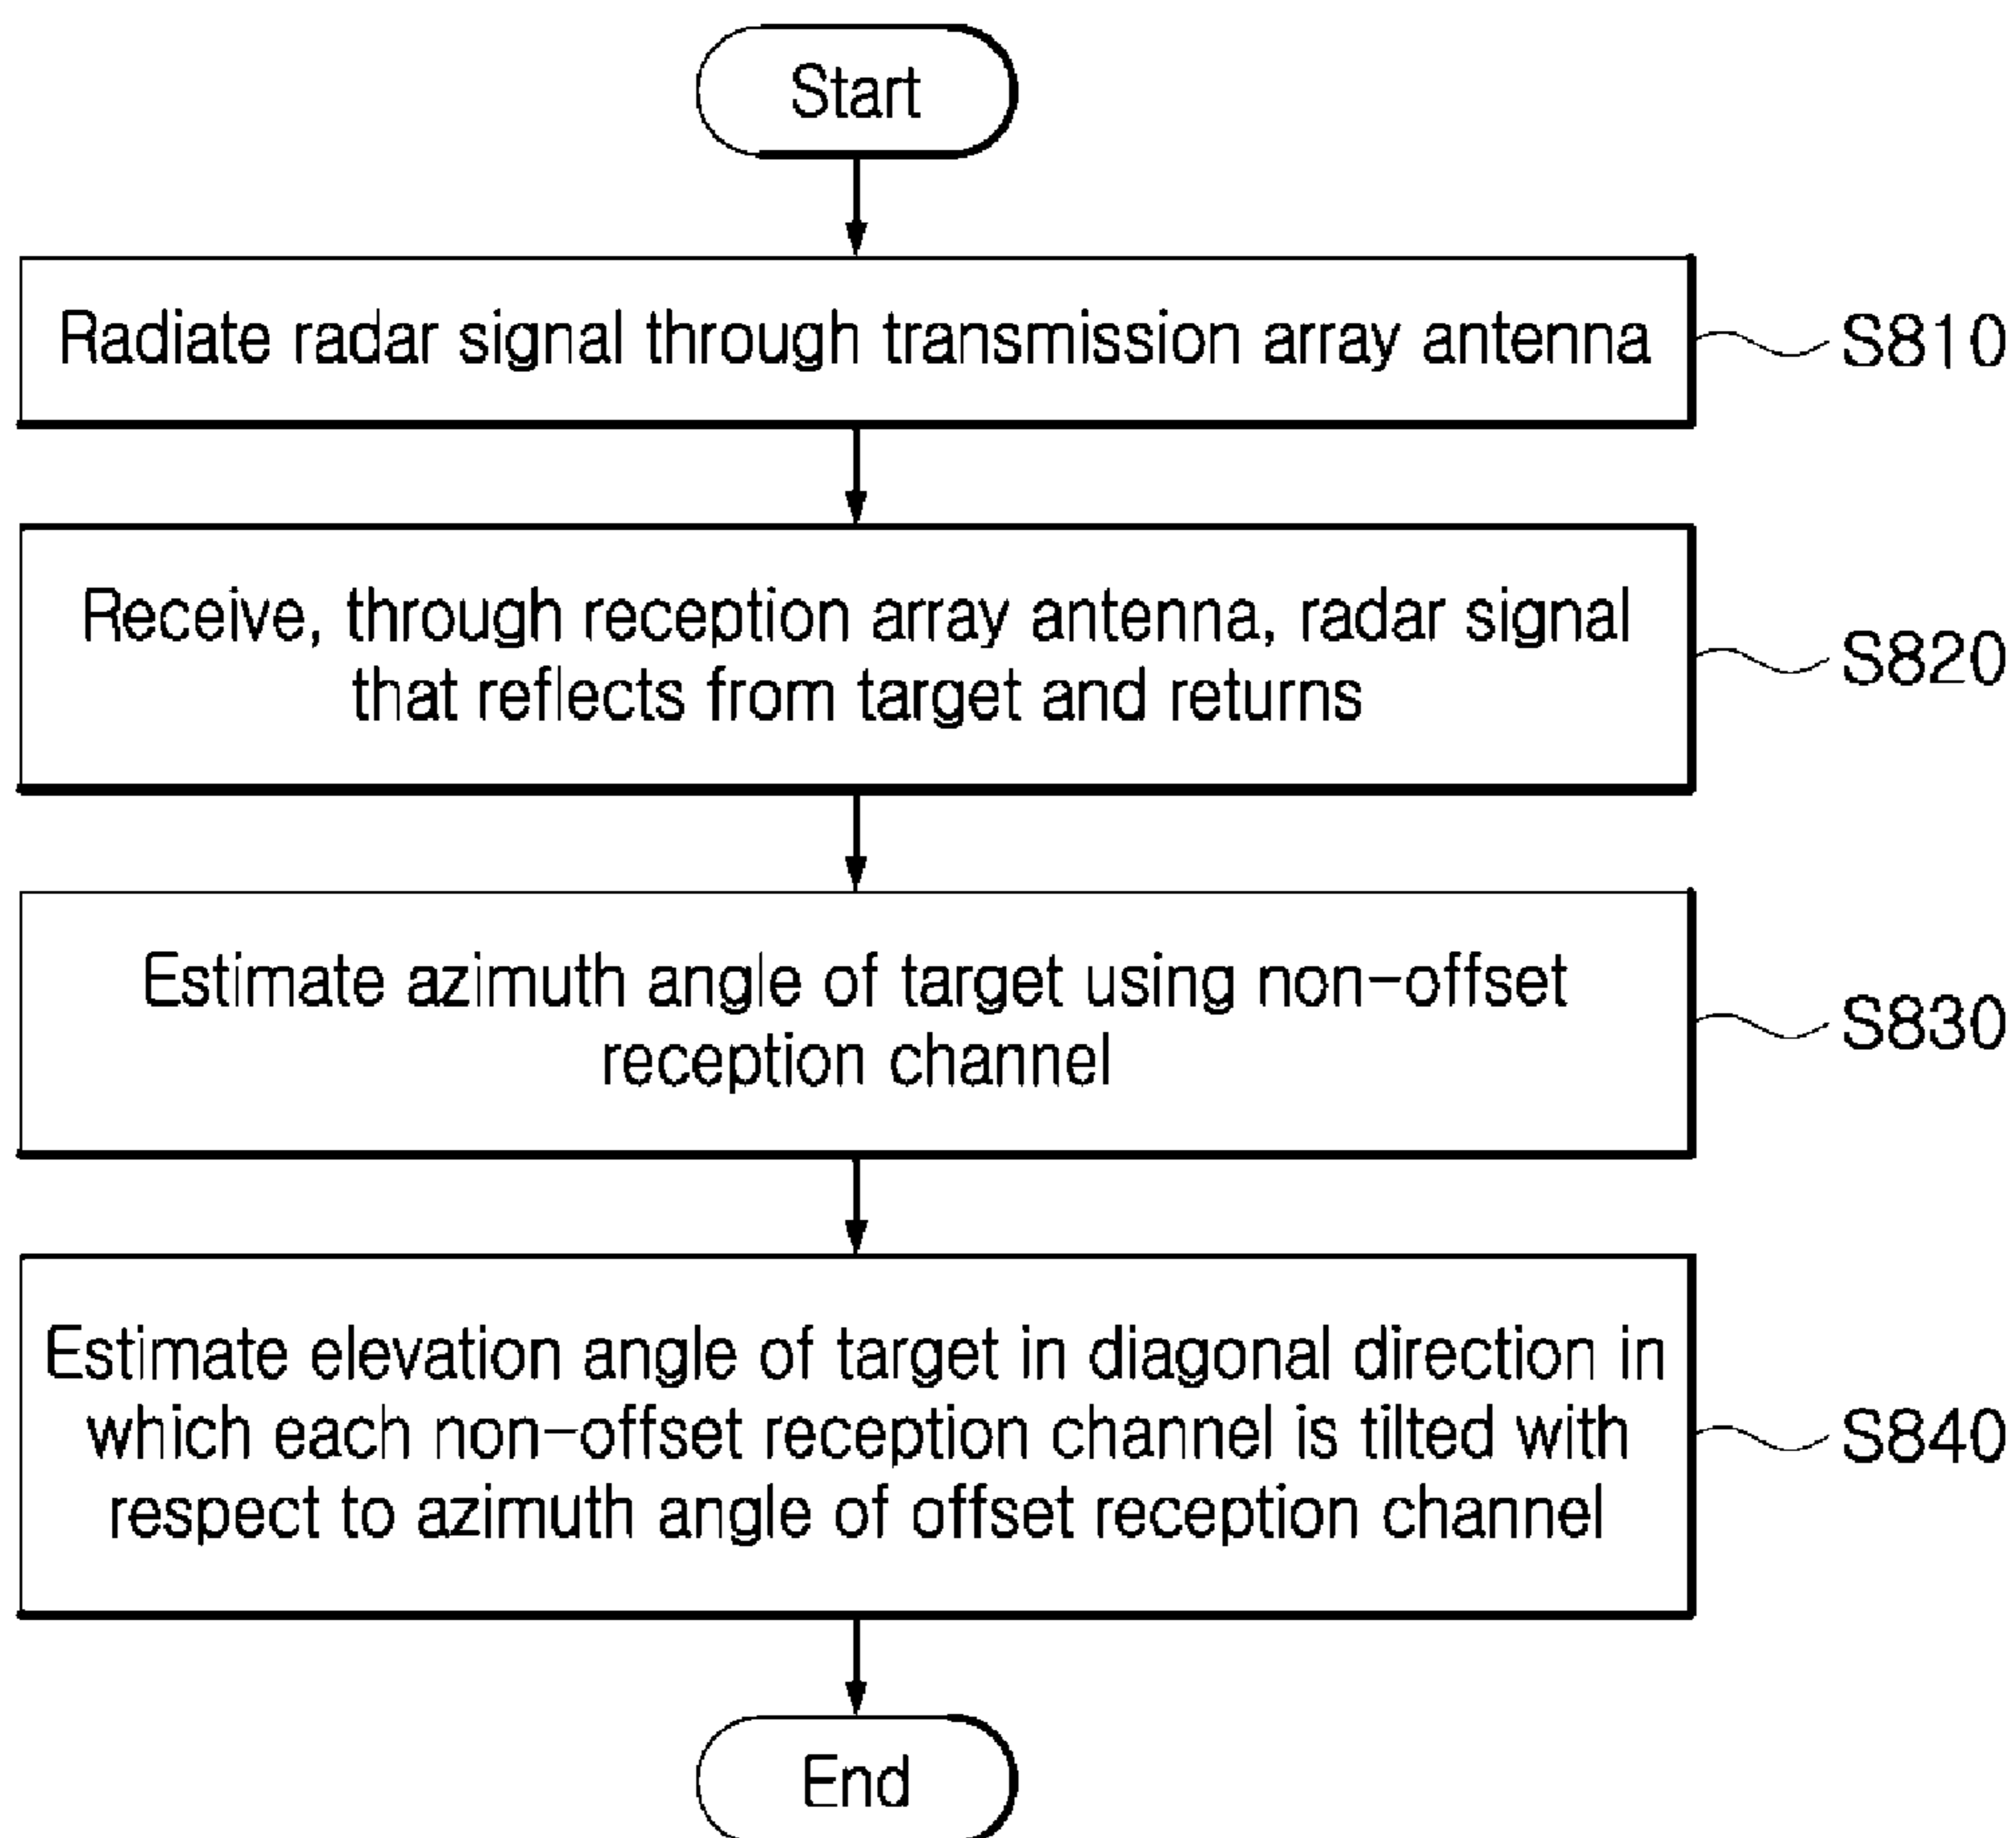 Start
Radiate radar signal through transmission array antenna
S810
Receive, through reception array antenna, radar signal
that reflects from target and returns
S820
Estimate azimuth angle of target using non-offset
reception channel
S830
Estimate elevation angle of target in diagonal direction in
which each non-offset reception channel is tilted with
respect to azimuth angle of offset reception channel
S840
End